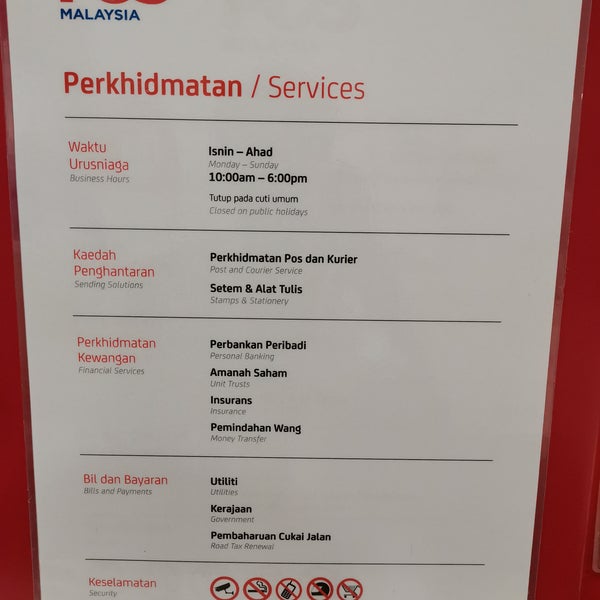 MALAYSIA
Perkhidmatan / Services
Waktu
Urusniaga
Business Hours
Isnin – Ahad
Monday – Sunday
10:00am – 6:00pm
Tutup pada cuti umum
Closed on public holidays
Kaedah
Penghantaran
Sending Solutions
Perkhidmatan Pos dan Kurier
Post and Courier Service
Setem & Alat Tulis
Stamps & Stationery
Perkhidmatan
Kewangan
Financial Services
Perbankan Peribadi
Personal Banking
Amanah Saham
Unit Trusts
Insurans
Insurance
Pemindahan Wang
Money Transfer
Bil dan Bayaran
Bills and Payments
Utiliti
Utilities
Kerajaan
Government
Pembaharuan Cukai Jalan
Road Tax Renewal
Keselamatan
Security